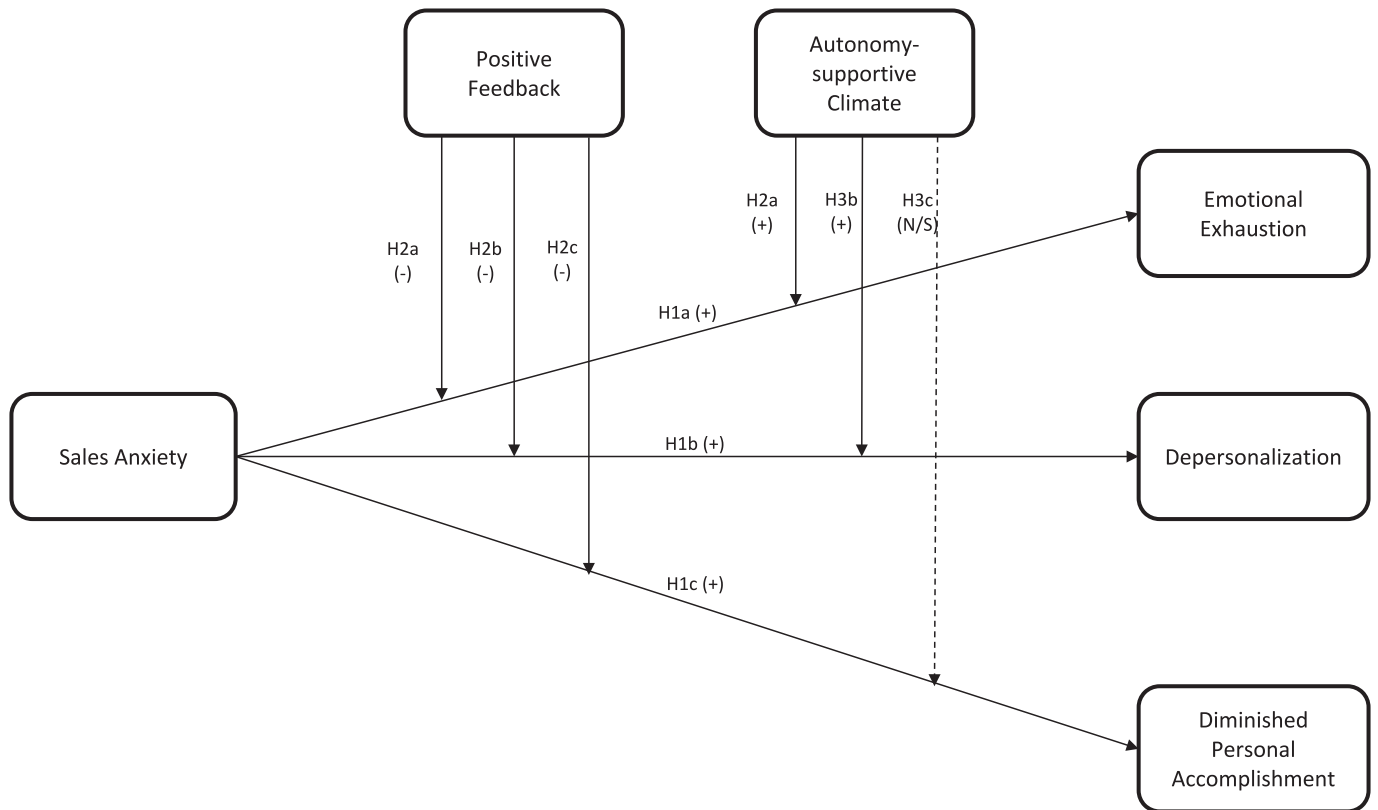 Positive
Feedback
Autonomy-
supportive
Climate
Emotional
Exhaustion
H2a
(+)
H3b
(+)
H3c
(N/S)
H2a
(-)
H2b
(-)
H2c
(-)
H1a (+)
Sales Anxiety
H1b (+)
Depersonalization
H1c (+)
Diminished
Personal
Accomplishment